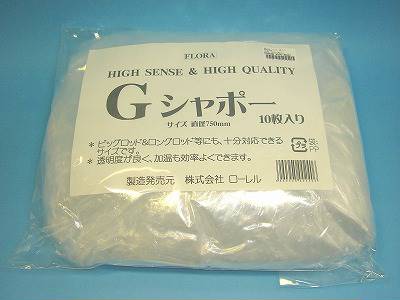 FLORA
HIGH SENSE & HIGH QUALITY
Gシャポー
サイズ 直径750mm
10枚入り
* ビッグロッド&ロングロッド等にも、十分対応できる
サイズです。
* 透明度が良く、加温も効率よくできます。
プラ
PP
製造発売元 株式会社 ローレル